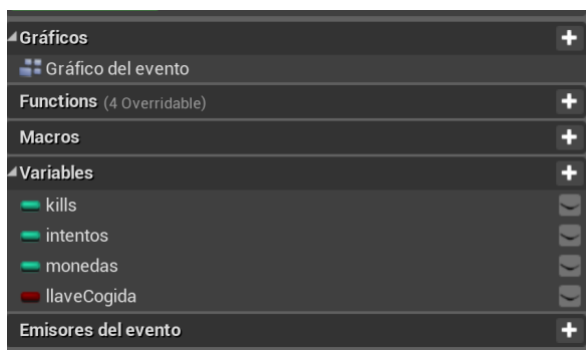 Gráficos
Gráfico del evento
Functions (4 Overridable)
Macros
Variables
kills
intentos
monedas
llaveCogida
Emisores del evento